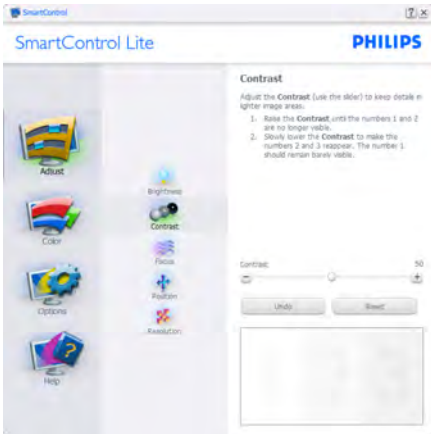 SmartControl
SmartControl Lite
PHILIPS
Adjust
Color
Options
Help
Brightness
Contrast
Focus
Position
Resolution
Contrast
Adjust the Contrast (use the slider) to keep details in
lighter image areas.
1. Raise the Contrast until the numbers 1 and 2
are no longer visible.
2. Slowly lower the Contrast to make the
numbers 2 and 3 reappear. The number 1
should remain barely visible.
Contrast: 50
Undo Reset